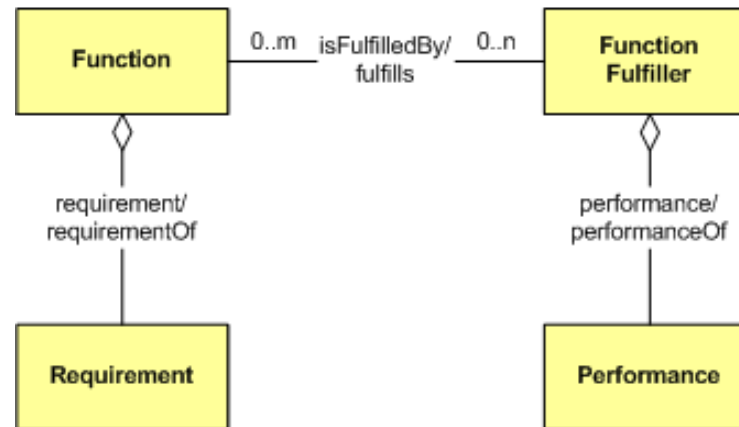 Function
0..m
isFulfilledBy/
fulfills
0..n
Function
Fulfiller
requirement/
requirementOf
performance/
performanceOf
Requirement
Performance